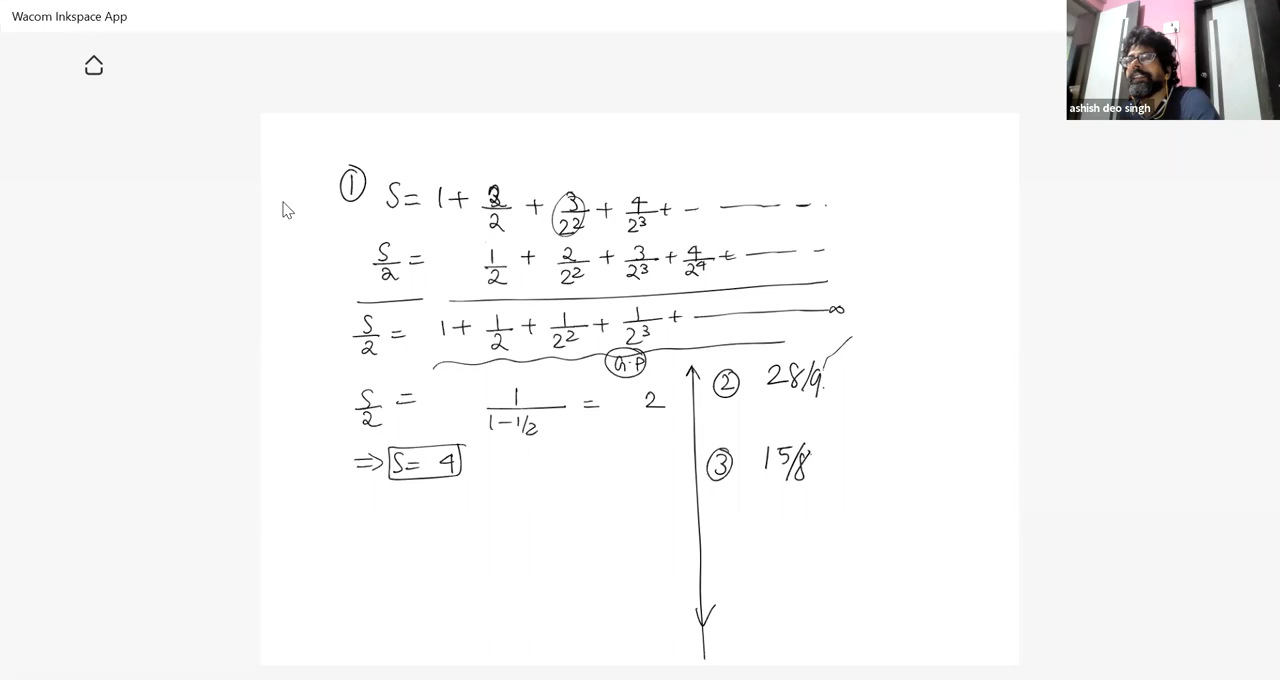 Wacom Inkspace App
ashish deo singh
① S = 1 + 2/2 + 3/2² + 4/2³ + - — - .
S/2 = 1/2 + 2/2² + 3/2³ + 4/2⁴ + — -
S/2 = 1 + 1/2 + 1/2² + 1/2³ + — ∞
G.P
S/2 = 1/(1-1/2) = 2
⇒ S = 4
② 28/9
③ 15/8